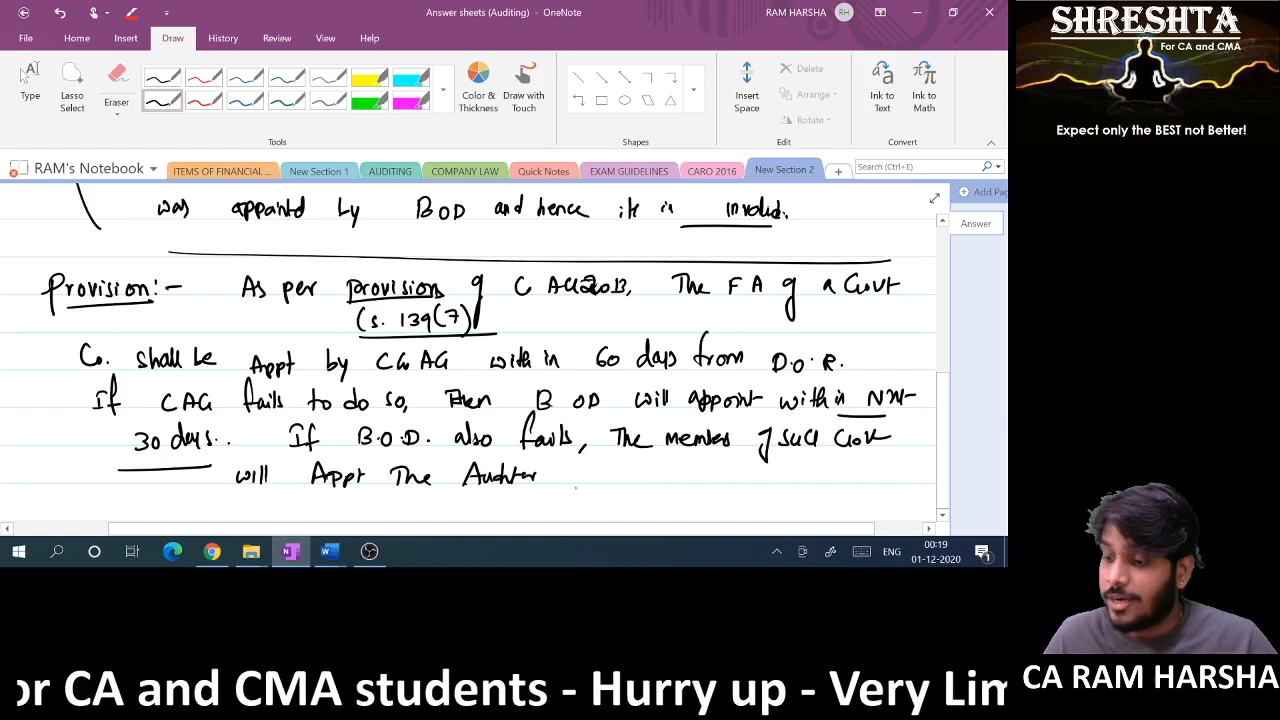 Answer sheets (Auditing) - OneNote
RAM HARSHA
RH
File
Home
Insert
Draw
History
Review
View
Help
Type
Lasso Select
Eraser
Color & Thickness
Draw with Touch
Insert Space
Delete
Arrange
Rotate
Ink to Text
Ink to Math
Tools
Shapes
Edit
Convert
RAM's Notebook
ITEMS OF FINANCIAL ...
New Section 1
AUDITING
COMPANY LAW
Quick Notes
EXAM GUIDELINES
CARO 2016
New Section 2
Search (Ctrl+E)
Add Pag
Answer
was appointed by BOD and hence it is invalid.
Provision:- As per provision of C Act 2013, The FA of a Govt
(s. 139(7)
Co. shall be Appt by C&AG with in 60 days from D.O.R.
If CAG fails to do so, Then BOD will appoint within Nxt
30 days. If B.O.D. also fails, The members of such Govt
will Appt The Auditor
ENG
00:19
01-12-2020
SHRESHTA
For CA and CMA
Expect only the BEST not Better!
or CA and CMA students - Hurry up - Very Lim
CA RAM HARSHA